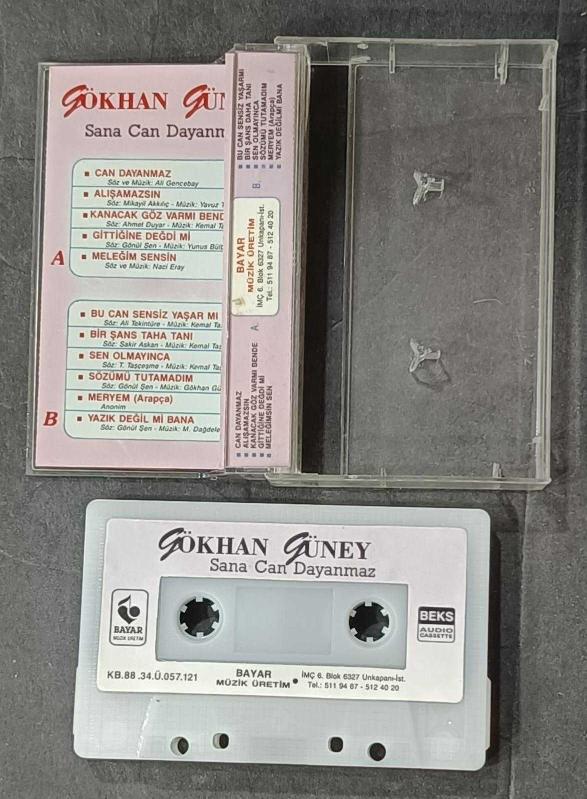 GÖKHAN GÜN
Sana Can Dayanm
A
CAN DAYANMAZ
Söz ve Müzik: Ali Gencebay
ALIŞAMAZSIN
Söz: Mikayil Akkılıç - Müzik: Yavuz T
KANACAK GÖZ VARMI BEND
Söz: Ahmet Duyar - Müzik: Kemal Ta
GİTTİĞİNE DEĞDİ Mİ
Söz: Gönül Şen - Müzik: Yunus Bülb
MELEĞİM SENSİN
Söz ve Müzik: Naci Eray
B
BU CAN SENSİZ YAŞAR MI
Söz: Ali Tekintüre - Müzik: Kemal Ta
BİR ŞANS TAHA TANI
Söz: Şakir Askan - Müzik: Kemal Taş
SEN OLMAYINCA
Söz: T. Taşçeşme - Müzik: Kemal Taş
SÖZÜMÜ TUTAMADIM
Söz: Gönül Şen - Müzik: Gökhan Gü
MERYEM (Arapça)
Anonim
YAZIK DEĞİL Mİ BANA
Söz: Gönül Şen - Müzik: M. Dağdele
BU CAN SENSİZ YAŞARMI
BİR ŞANS DAHA TANI
SEN OLMAYINCA
SÖZÜMÜ TUTAMADIM
MERYEM (Arapça)
YAZIK DEĞİLMİ BANA
B.
BAYAR
MÜZİK ÜRETİM
İMÇ 6. Blok 6327 Unkapanı-İst.
Tel.: 511 94 87 - 512 40 20
A.
CAN DAYANMAZ
ALIŞAMAZSIN
KANACAK GÖZ VARMI BENDE
GİTTİĞİNE DEĞDİ Mİ
MELEĞİMSİN SEN
GÖKHAN GÜNEY
Sana Can Dayanmaz
BAYAR
MÜZİK ÜRETİM
BEKS
AUDIO
CASSETTE
KB.88 .34.Ü.057.121
BAYAR
MÜZİK ÜRETİM
İMÇ 6. Blok 6327 Unkapanı-İst.
Tel.: 511 94 87 - 512 40 20